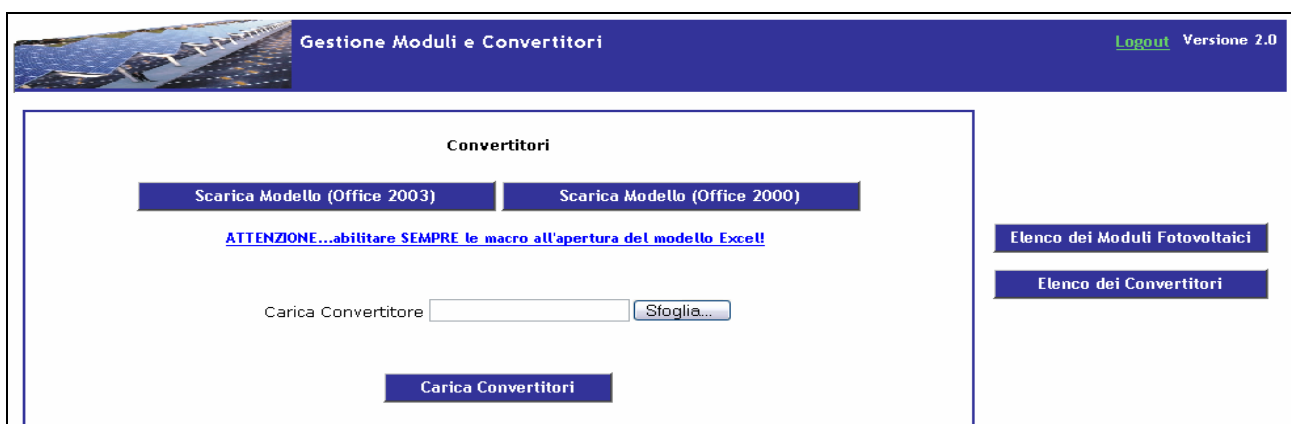 Gestione Moduli e Convertitori
Logout Versione 2.0
Convertitori
Scarica Modello (Office 2003) Scarica Modello (Office 2000)
ATTENZIONE...abilitare SEMPRE le macro all'apertura del modello Excel!
Elenco dei Moduli Fotovoltaici
Elenco dei Convertitori
Carica Convertitore Sfoglia...
Carica Convertitori